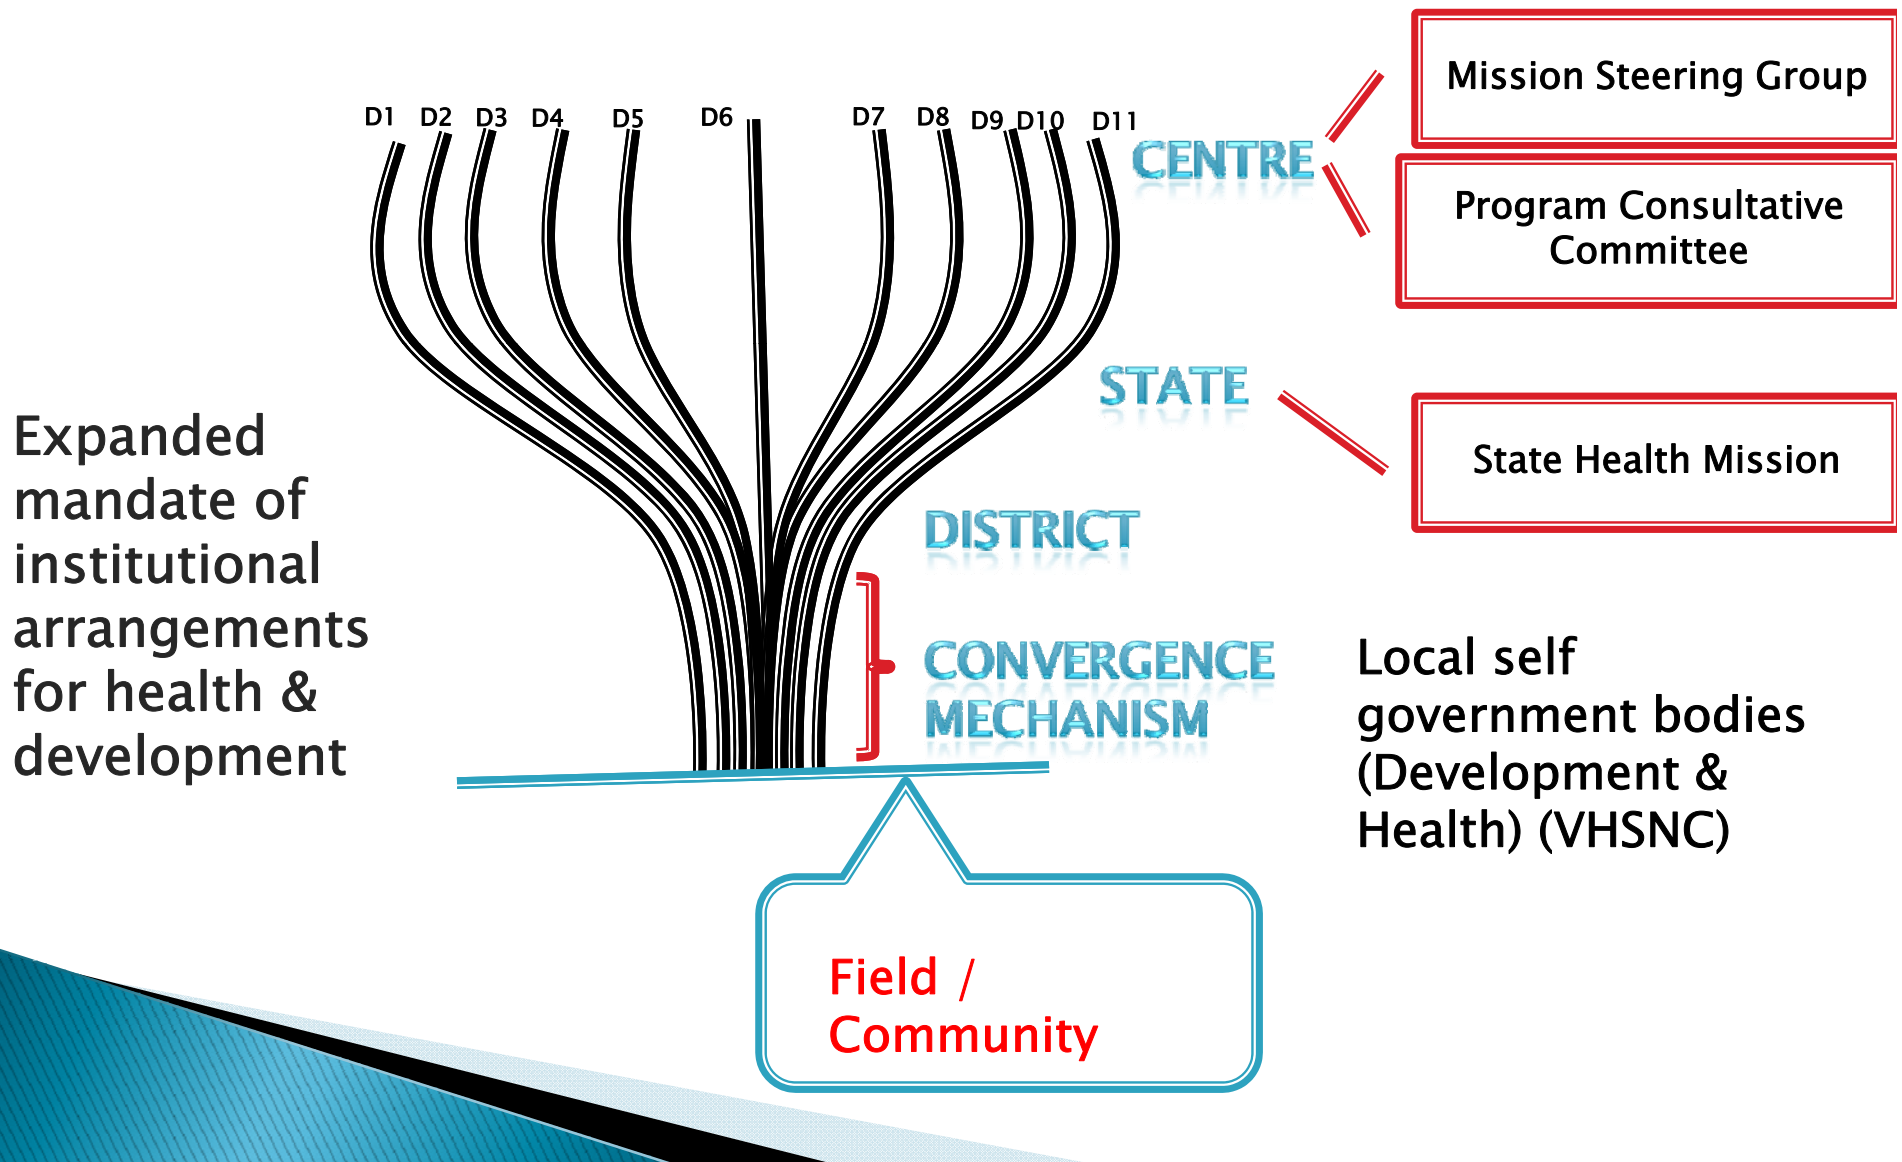 D1 D2 D3 D4 D5 D6 D7 D8 D9 D10 D11
CENTRE
Mission Steering Group
Program Consultative
Committee
STATE
State Health Mission
Expanded
mandate of
institutional
arrangements
for health &
development
DISTRICT
CONVERGENCE
MECHANISM
Local self
government bodies
(Development &
Health) (VHSNC)
Field /
Community